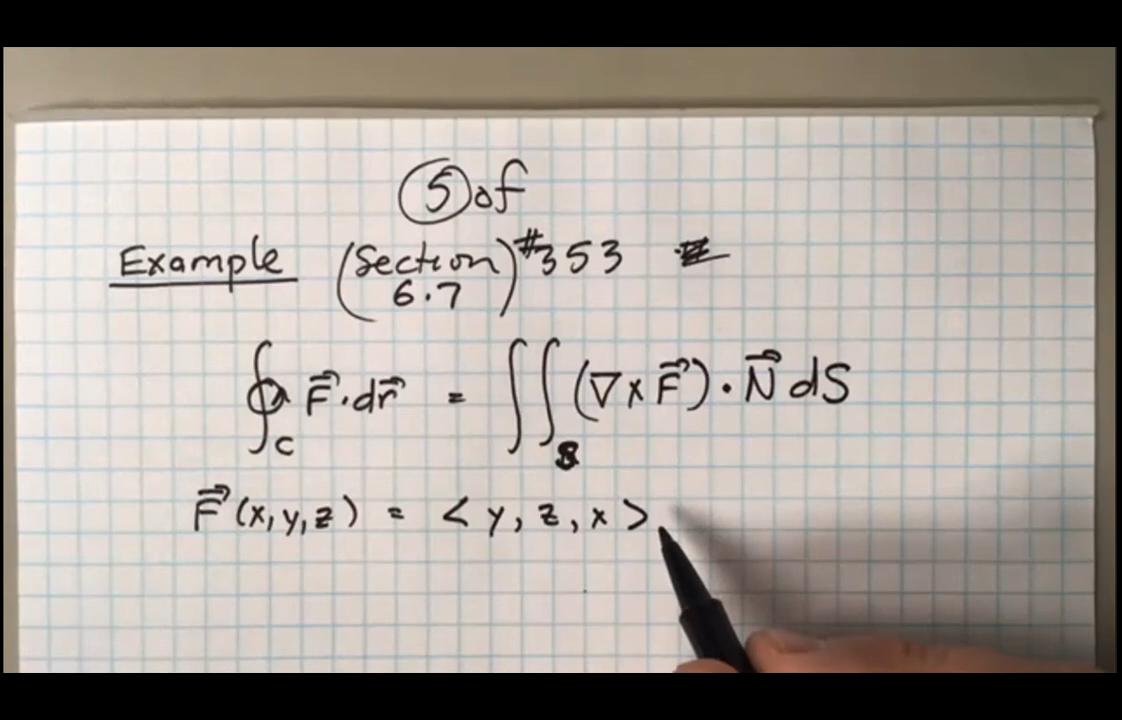 ⑤ of
Example (Section 6.7) #353
∮_C F⃗·dr⃗ = ∬_S (∇×F⃗)·N⃗ dS
F⃗(x,y,z) = <y, z, x>